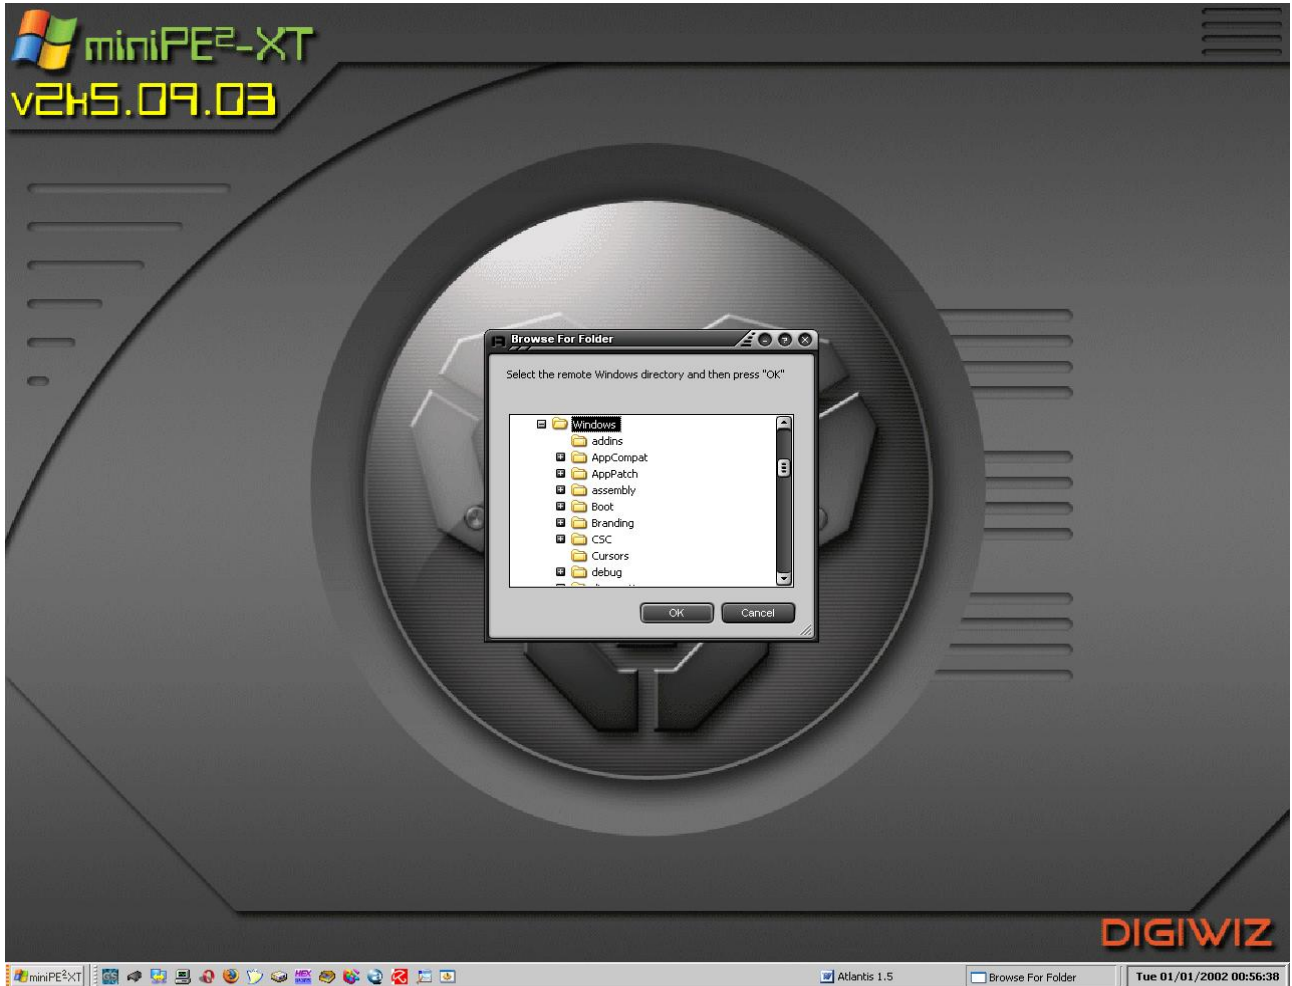 miniPE²-XT
v2k5.09.03
Browse For Folder
Select the remote Windows directory and then press "OK"
Windows
addins
AppCompat
AppPatch
assembly
Boot
Branding
CSC
Cursors
debug
OK
Cancel
DIGIWIZ
miniPE²XT
GS
HEX
Atlantis 1.5
Browse For Folder
Tue 01/01/2002 00:56:38